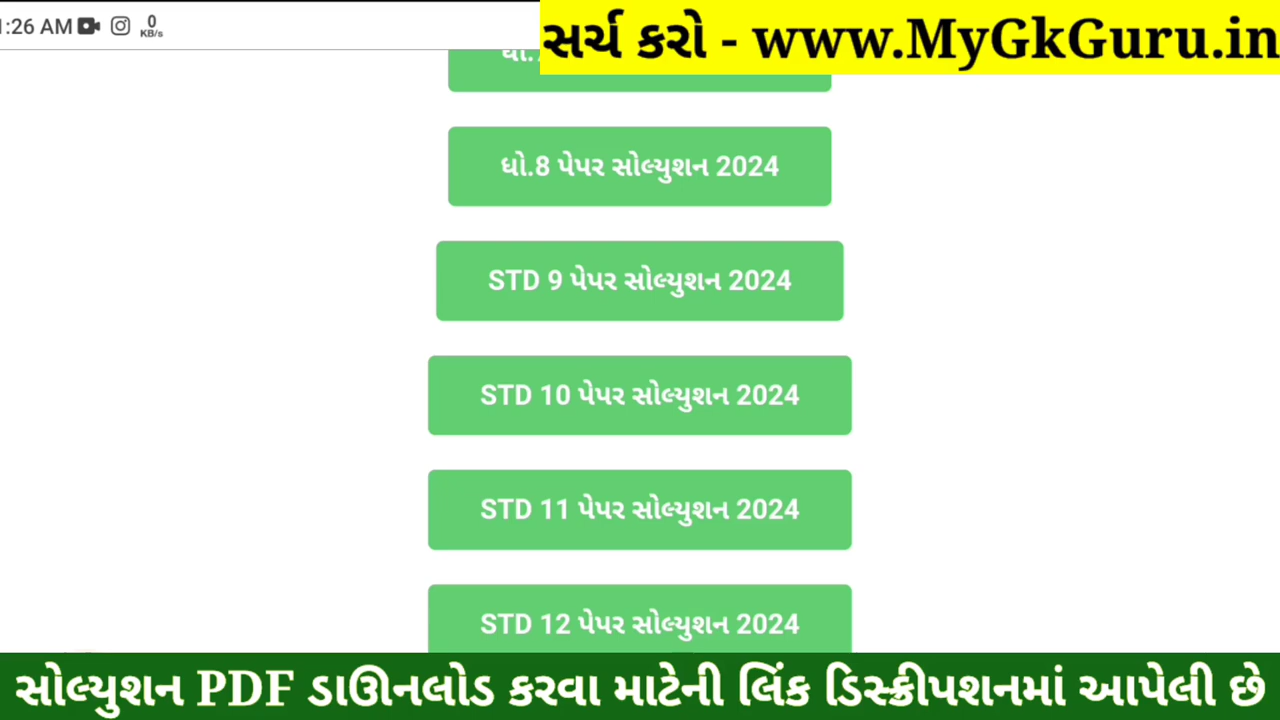 1:26 AM 0 KB/s
સર્ચ કરો - www.MyGkGuru.in
ધો.8 પેપર સોલ્યુશન 2024
STD 9 પેપર સોલ્યુશન 2024
STD 10 પેપર સોલ્યુશન 2024
STD 11 પેપર સોલ્યુશન 2024
STD 12 પેપર સોલ્યુશન 2024
સોલ્યુશન PDF ડાઊનલોડ કરવા માટેની લિંક ડિસ્ક્રીપશનમાં આપેલી છે